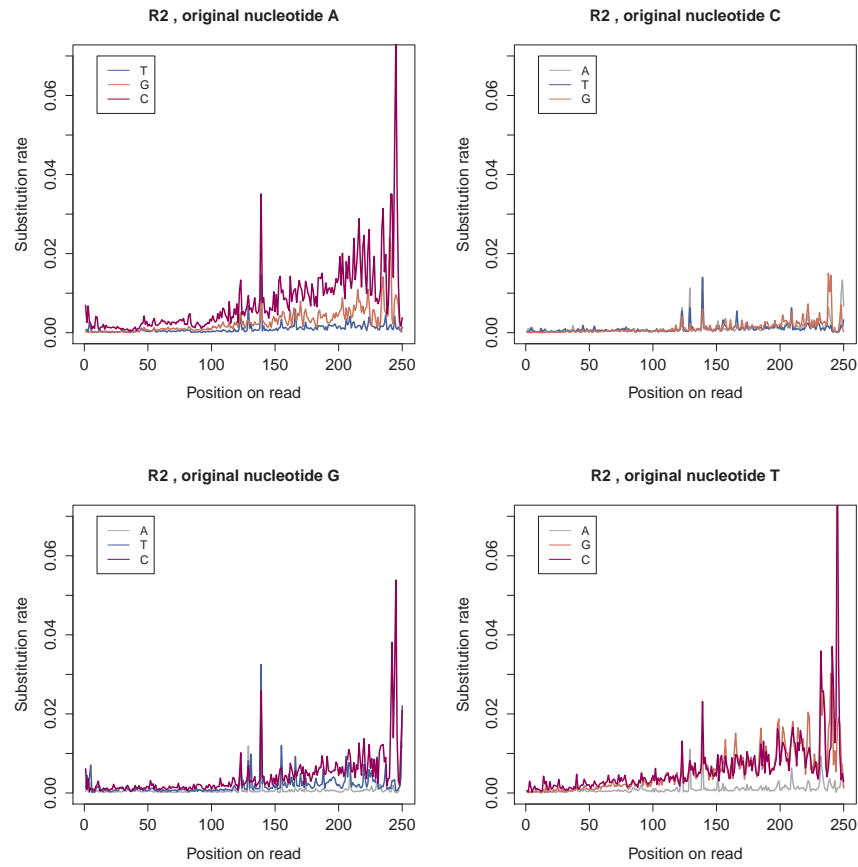 R2 , original nucleotide A
T
G
C
Substitution rate
0.00 0.02 0.04 0.06
0 50 100 150 200 250
Position on read
R2 , original nucleotide C
A
T
G
Substitution rate
0.00 0.02 0.04 0.06
0 50 100 150 200 250
Position on read
R2 , original nucleotide G
A
T
C
Substitution rate
0.00 0.02 0.04 0.06
0 50 100 150 200 250
Position on read
R2 , original nucleotide T
A
G
C
Substitution rate
0.00 0.02 0.04 0.06
0 50 100 150 200 250
Position on read